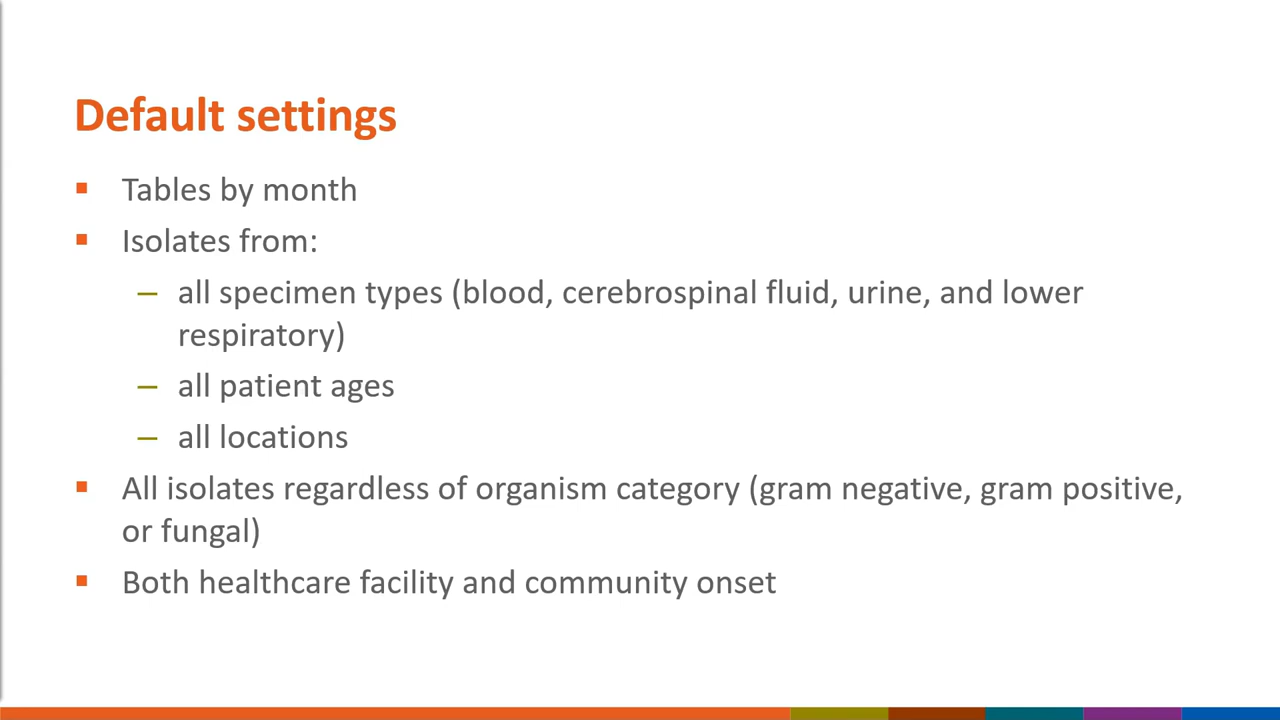 Default settings
▪ Tables by month
▪ Isolates from:
– all specimen types (blood, cerebrospinal fluid, urine, and lower
respiratory)
– all patient ages
– all locations
▪ All isolates regardless of organism category (gram negative, gram positive,
or fungal)
▪ Both healthcare facility and community onset